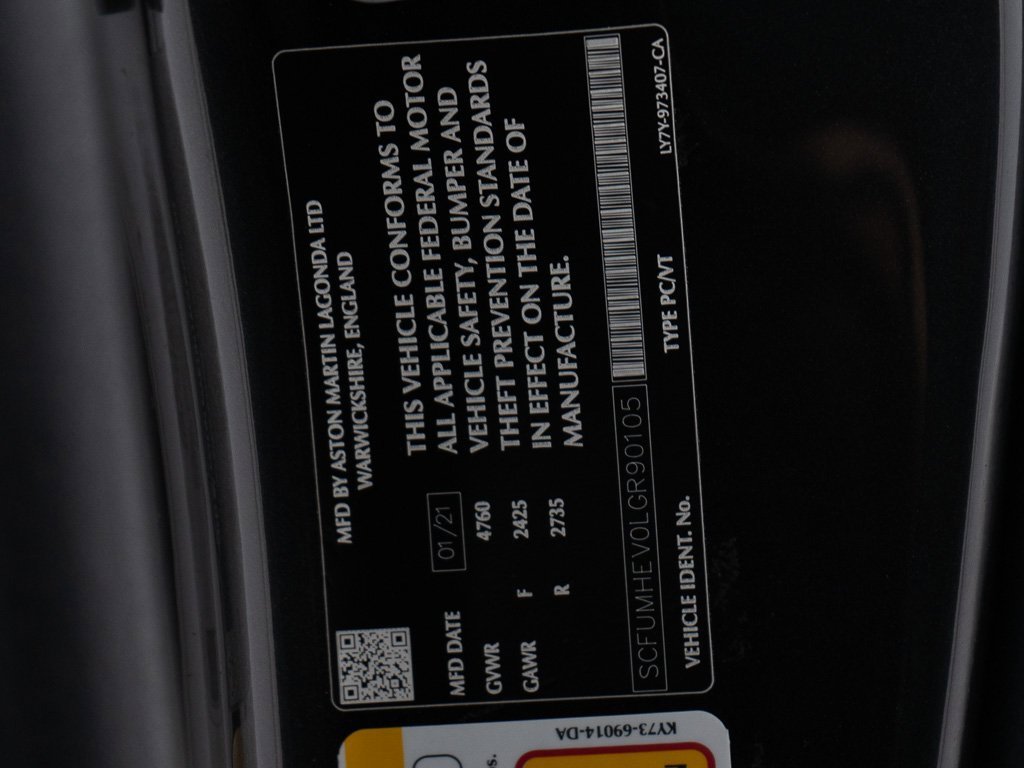 MFD BY ASTON MARTIN LAGONDA LTD
WARWICKSHIRE, ENGLAND
MFD DATE 01/21
GVWR 4760
GAWR F 2425
R 2735
THIS VEHICLE CONFORMS TO
ALL APPLICABLE FEDERAL MOTOR
VEHICLE SAFETY, BUMPER AND
THEFT PREVENTION STANDARDS
IN EFFECT ON THE DATE OF
MANUFACTURE.
SCFUMHEV0LGR90105
VEHICLE IDENT. No. TYPE PC/VT LY7Y-973407-CA
KY73-69014-DA